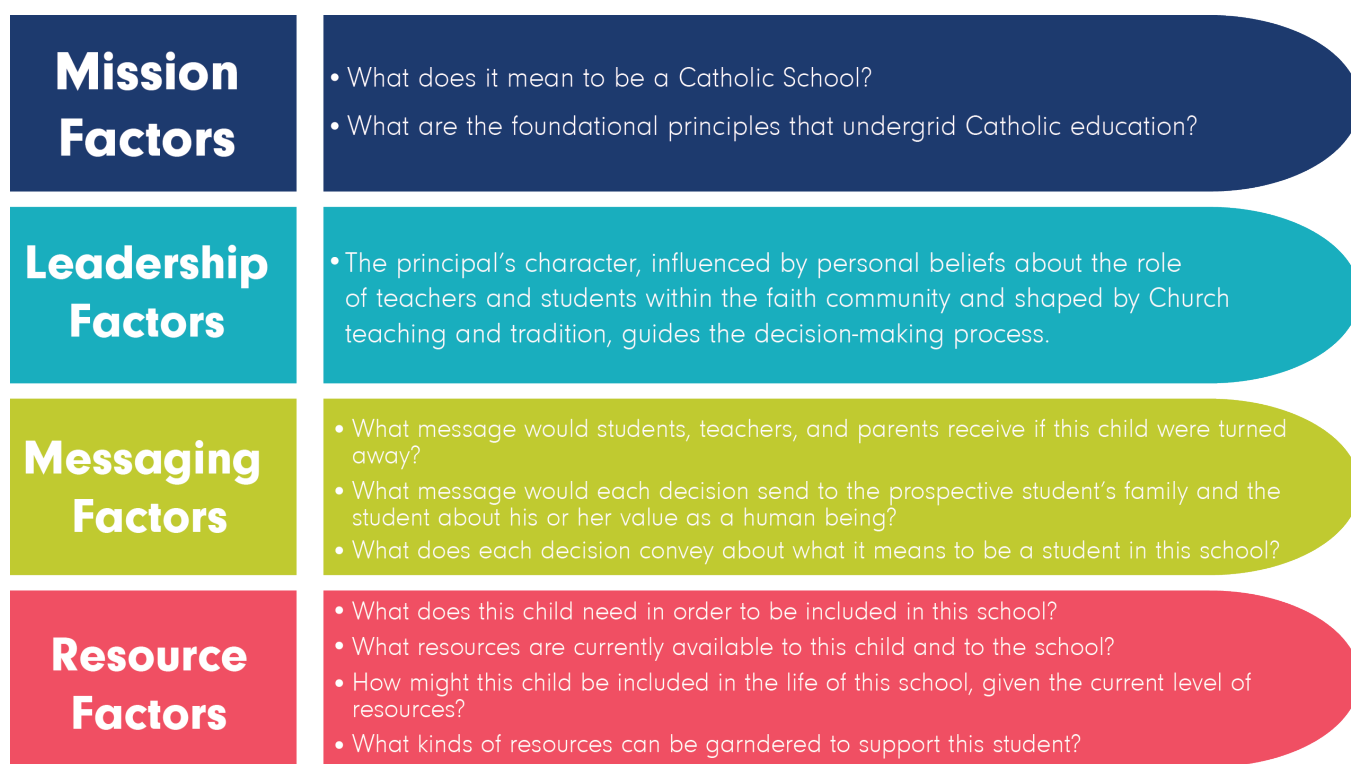 Mission
Factors
• What does it mean to be a Catholic School?
• What are the foundational principles that undergrid Catholic education?
Leadership
Factors
• The principal's character, influenced by personal beliefs about the role
of teachers and students within the faith community and shaped by Church
teaching and tradition, guides the decision-making process.
Messaging
Factors
• What message would students, teachers, and parents receive if this child were turned
away?
• What message would each decision send to the prospective student's family and the
student about his or her value as a human being?
• What does each decision convey about what it means to be a student in this school?
Resource
Factors
• What does this child need in order to be included in this school?
• What resources are currently available to this child and to the school?
• How might this child be included in the life of this school, given the current level of
resources?
• What kinds of resources can be garndered to support this student?